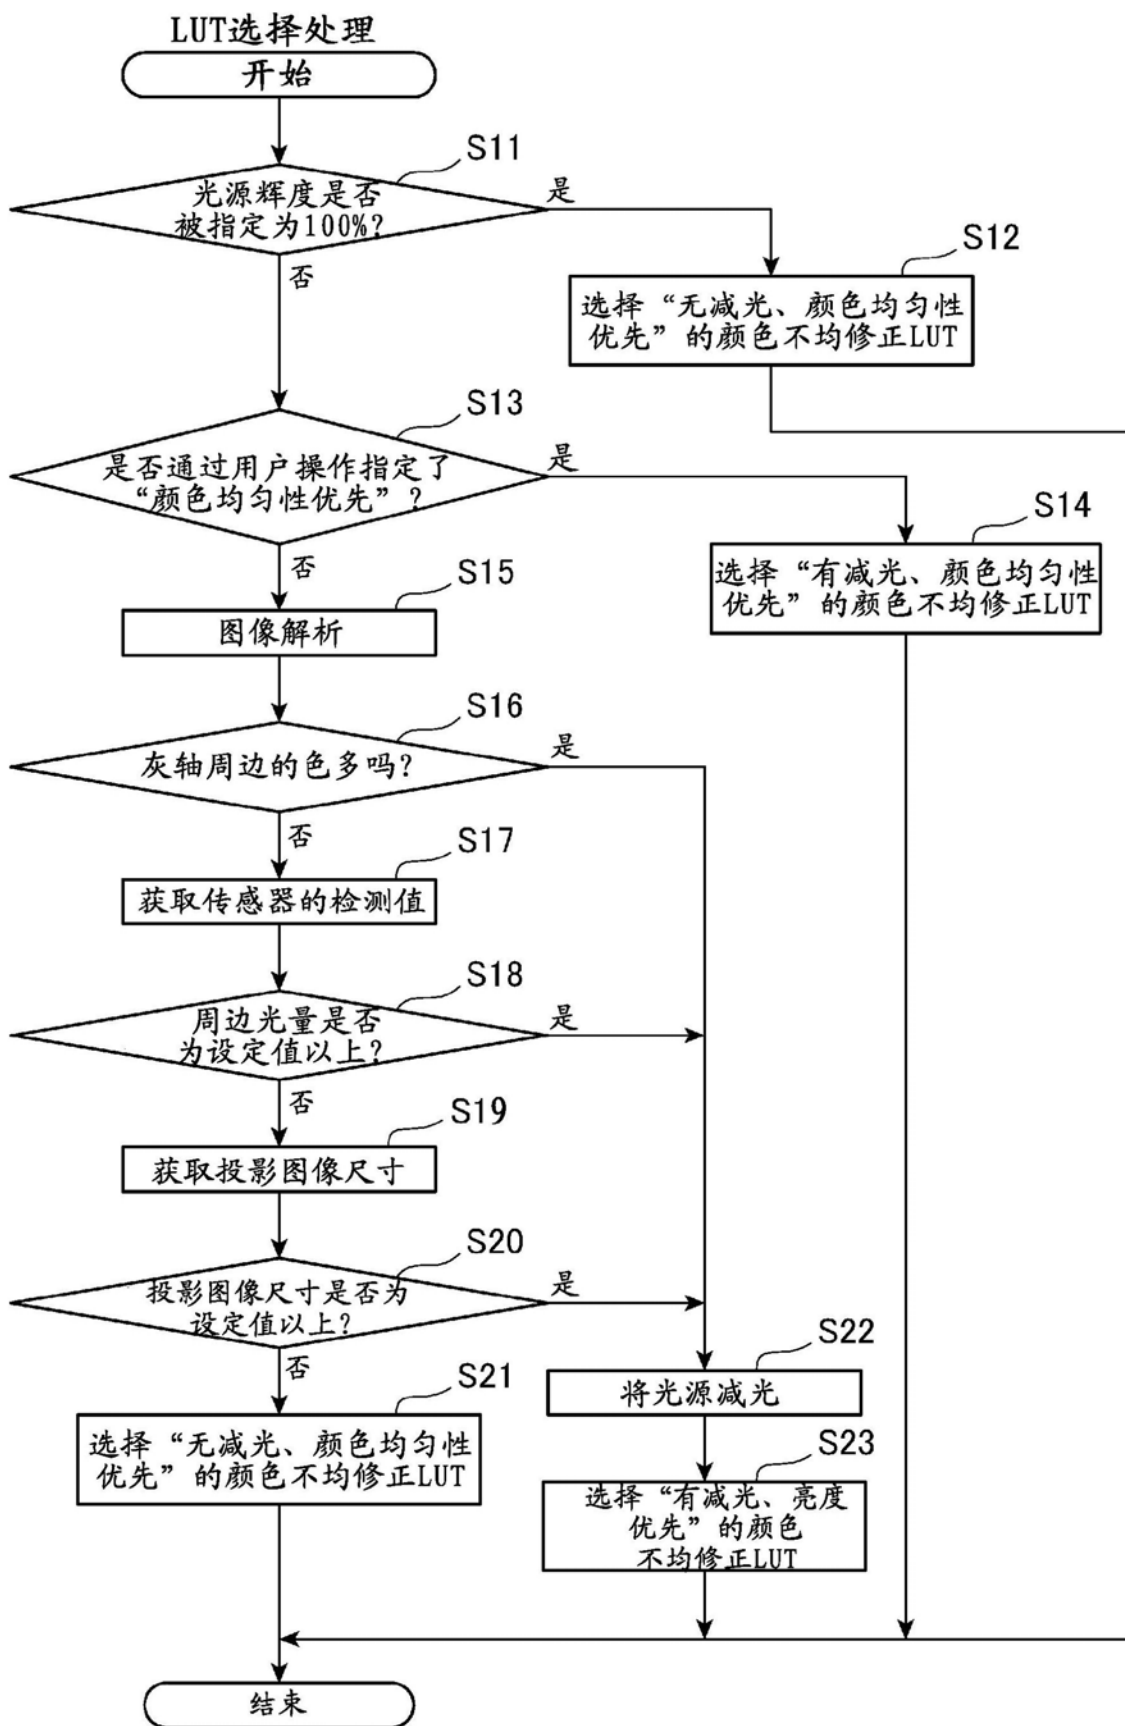 LUT选择处理
开始
S11
光源辉度是否
被指定为100%?
是
否
S12
选择“无减光、颜色均匀性
优先”的颜色不均修正LUT
S13
是否通过用户操作指定了
“颜色均匀性优先”?
是
否
S14
选择“有减光、颜色均匀性
优先”的颜色不均修正LUT
S15
图像解析
S16
灰轴周边的色多吗?
是
否
S17
获取传感器的检测值
S18
周边光量是否
为设定值以上?
是
否
S19
获取投影图像尺寸
S20
投影图像尺寸是否为
设定值以上?
是
否
S21
选择“无减光、颜色均匀性
优先”的颜色不均修正LUT
S22
将光源减光
S23
选择“有减光、亮度
优先”的颜色
不均修正LUT
结束